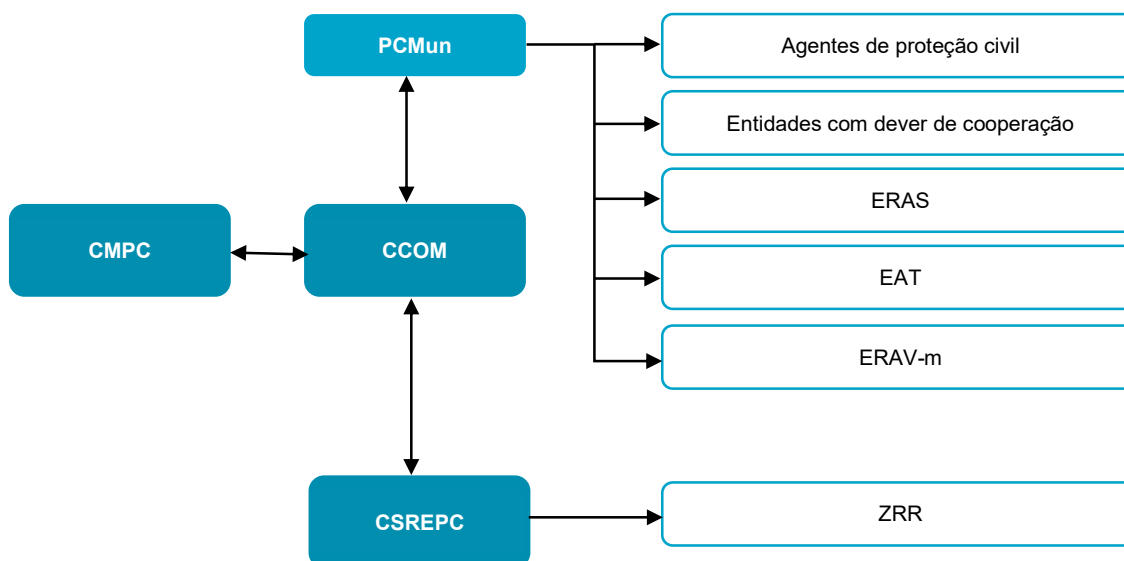 PCMun
Agentes de proteção civil
Entidades com dever de cooperação
ERAS
CMPC
CCOM
EAT
ERAV-m
CSREPC
ZRR